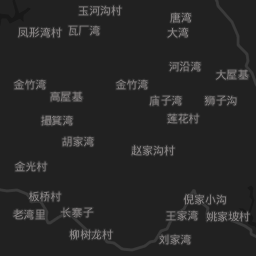 玉河沟村
唐湾
凤形湾村
瓦厂湾
大湾
河沿湾
大屋基
金竹湾
金竹湾
高屋基
庙子湾
狮子沟
撮箕湾
莲花村
胡家湾
赵家沟村
金光村
板桥村
倪家小沟
老湾里
长寨子
王家湾
姚家坡村
柳树龙村
刘家湾